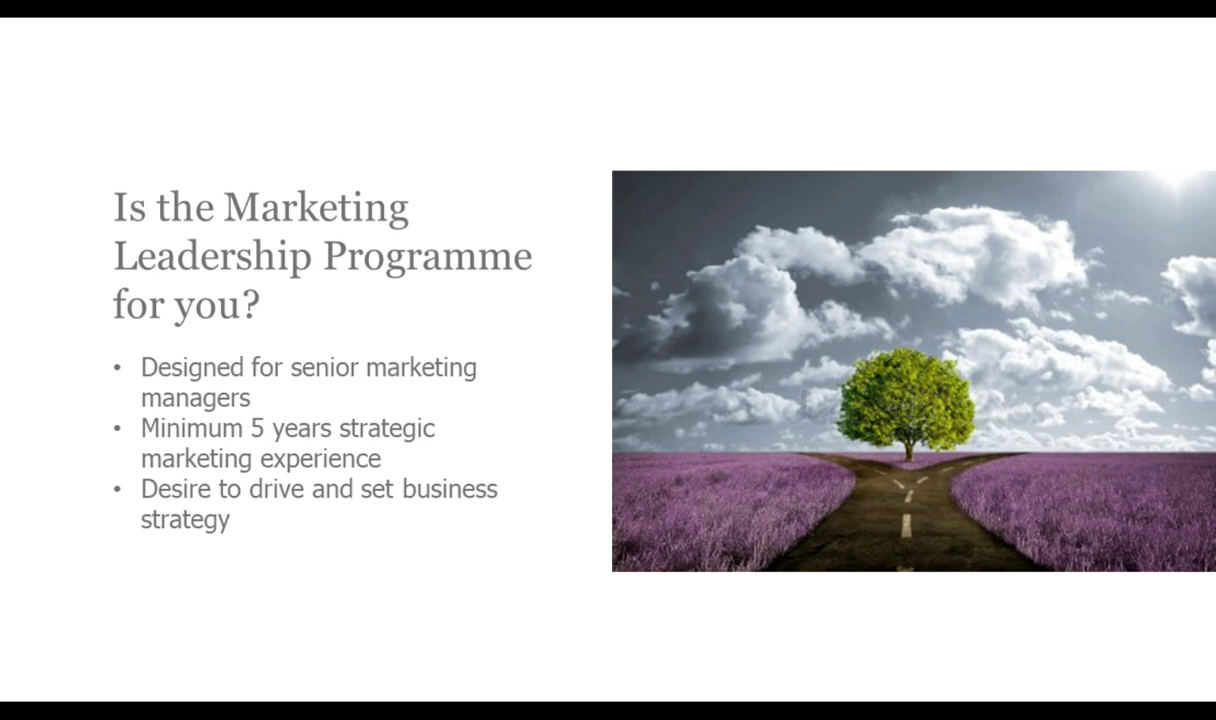 Is the Marketing
Leadership Programme
for you?
• Designed for senior marketing
managers
• Minimum 5 years strategic
marketing experience
• Desire to drive and set business
strategy